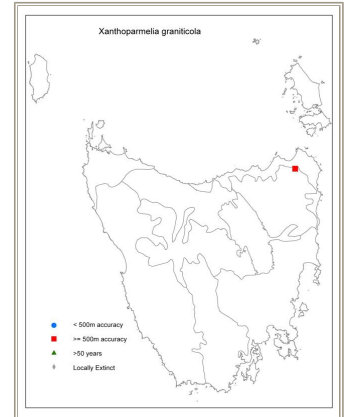 Xanthoparmelia graniticola
< 500m accuracy
>= 500m accuracy
>50 years
Locally Extinct